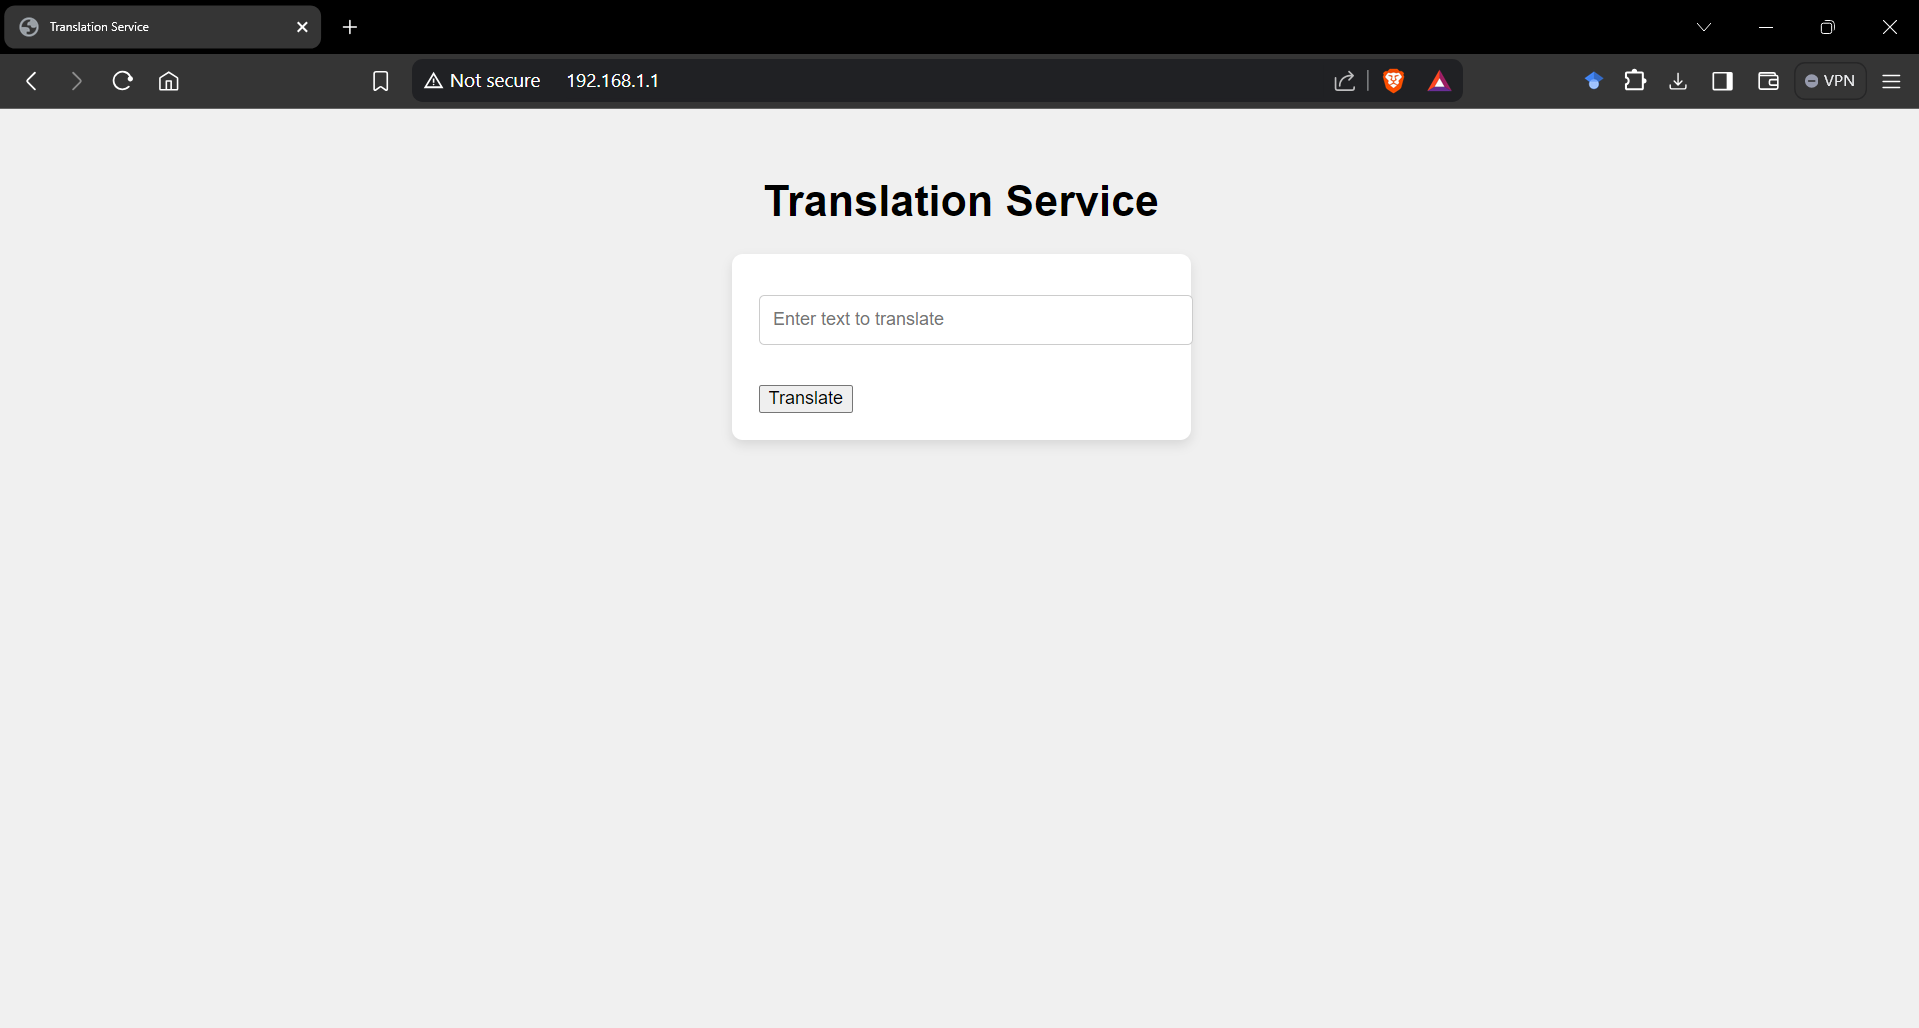 Translation Service
Not secure 192.168.1.1
VPN
Translation Service
Enter text to translate
Translate